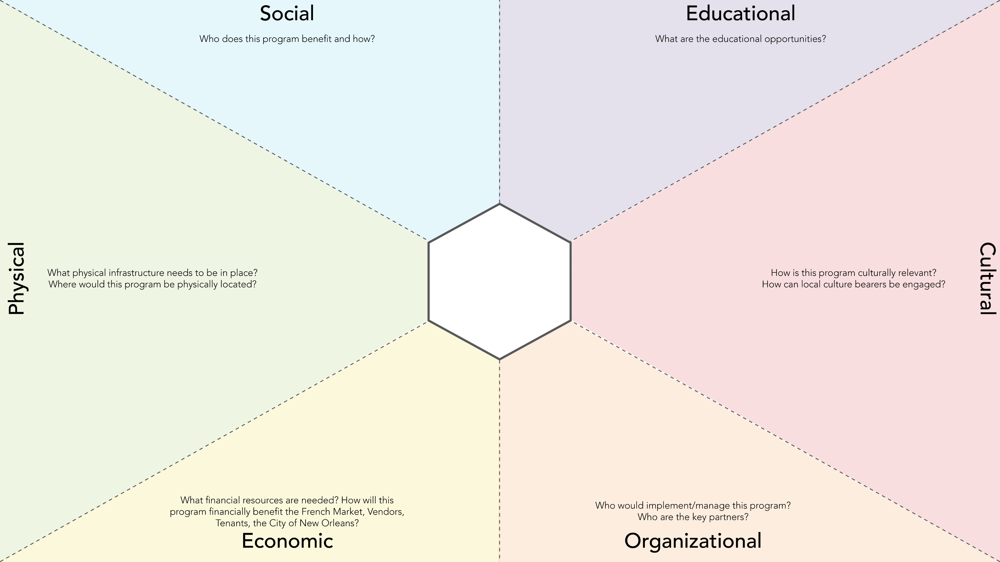 Social
Who does this program benefit and how?
Educational
What are the educational opportunities?
Physical
What physical infrastructure needs to be in place?
Where would this program be physically located?
Cultural
How is this program culturally relevant?
How can local culture bearers be engaged?
What financial resources are needed? How will this
program financially benefit the French Market, Vendors,
Tenants, the City of New Orleans?
Economic
Who would implement/manage this program?
Who are the key partners?
Organizational